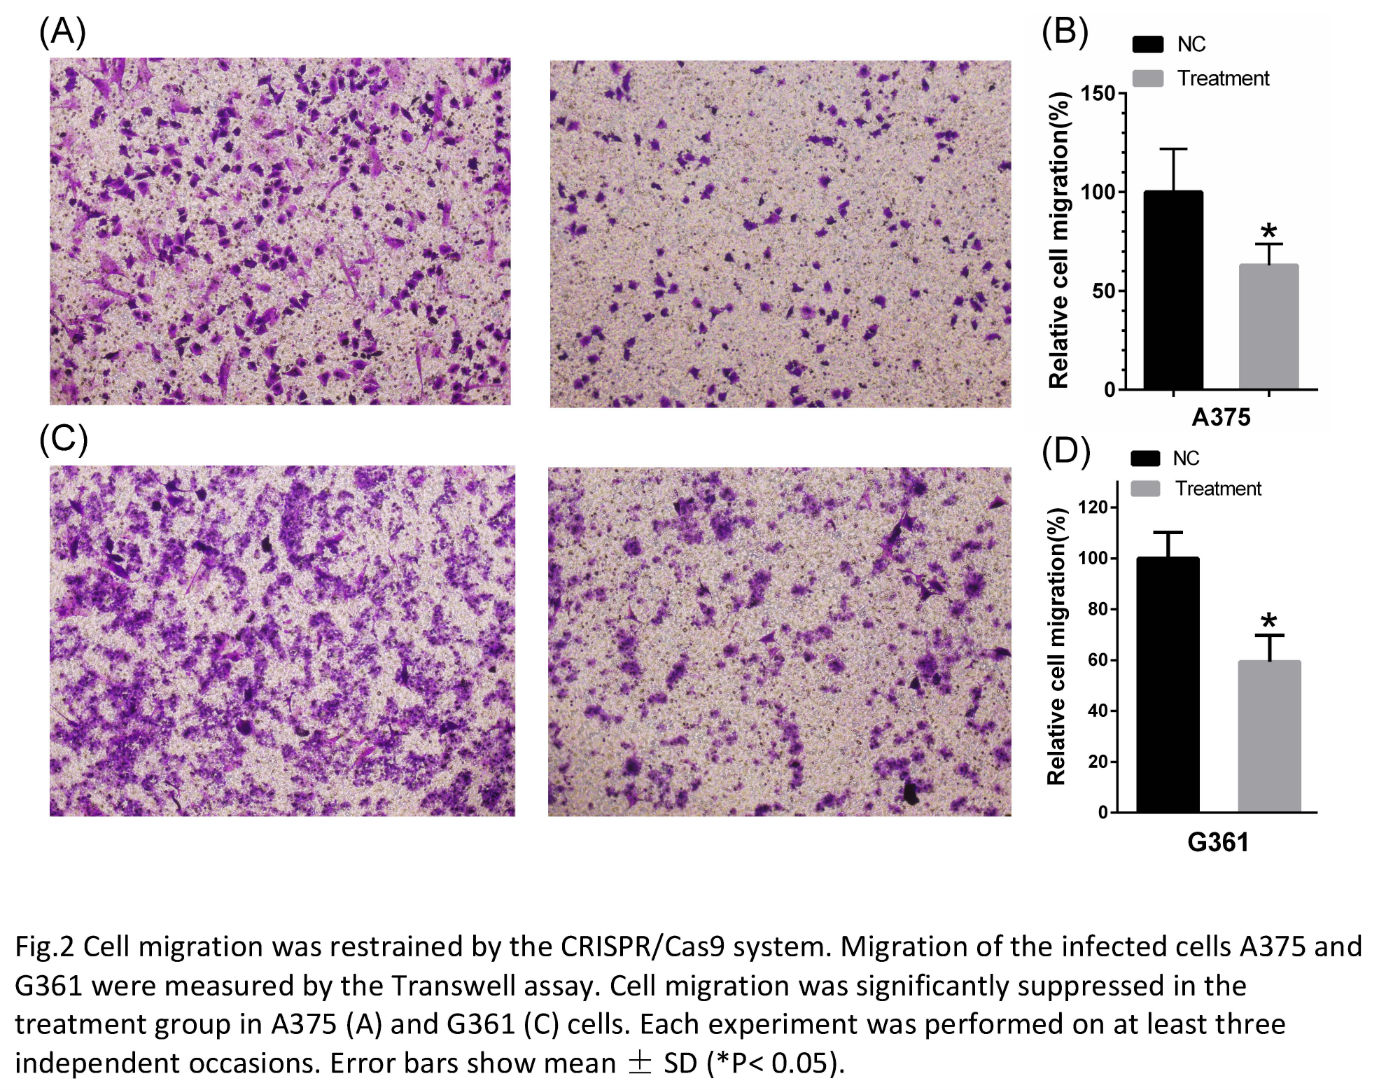 (A)
(B)
NC
Treatment
150
100
50
0
Relative cell migration(%)
A375
*
(C)
(D)
NC
Treatment
120
100
80
60
40
20
0
Relative cell migration(%)
G361
*
Fig.2 Cell migration was restrained by the CRISPR/Cas9 system. Migration of the infected cells A375 and
G361 were measured by the Transwell assay. Cell migration was significantly suppressed in the
treatment group in A375 (A) and G361 (C) cells. Each experiment was performed on at least three
independent occasions. Error bars show mean ± SD (*P< 0.05).